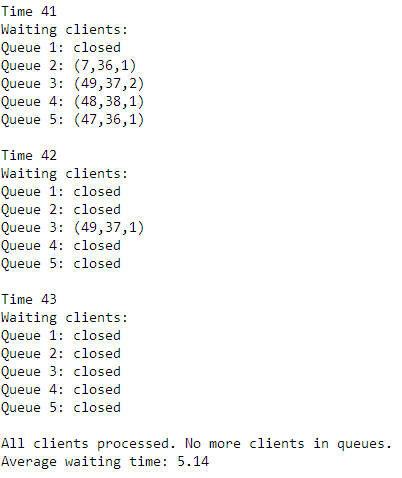 Time 41
Waiting clients:
Queue 1: closed
Queue 2: (7,36,1)
Queue 3: (49,37,2)
Queue 4: (48,38,1)
Queue 5: (47,36,1)

Time 42
Waiting clients:
Queue 1: closed
Queue 2: closed
Queue 3: (49,37,1)
Queue 4: closed
Queue 5: closed

Time 43
Waiting clients:
Queue 1: closed
Queue 2: closed
Queue 3: closed
Queue 4: closed
Queue 5: closed

All clients processed. No more clients in queues.
Average waiting time: 5.14